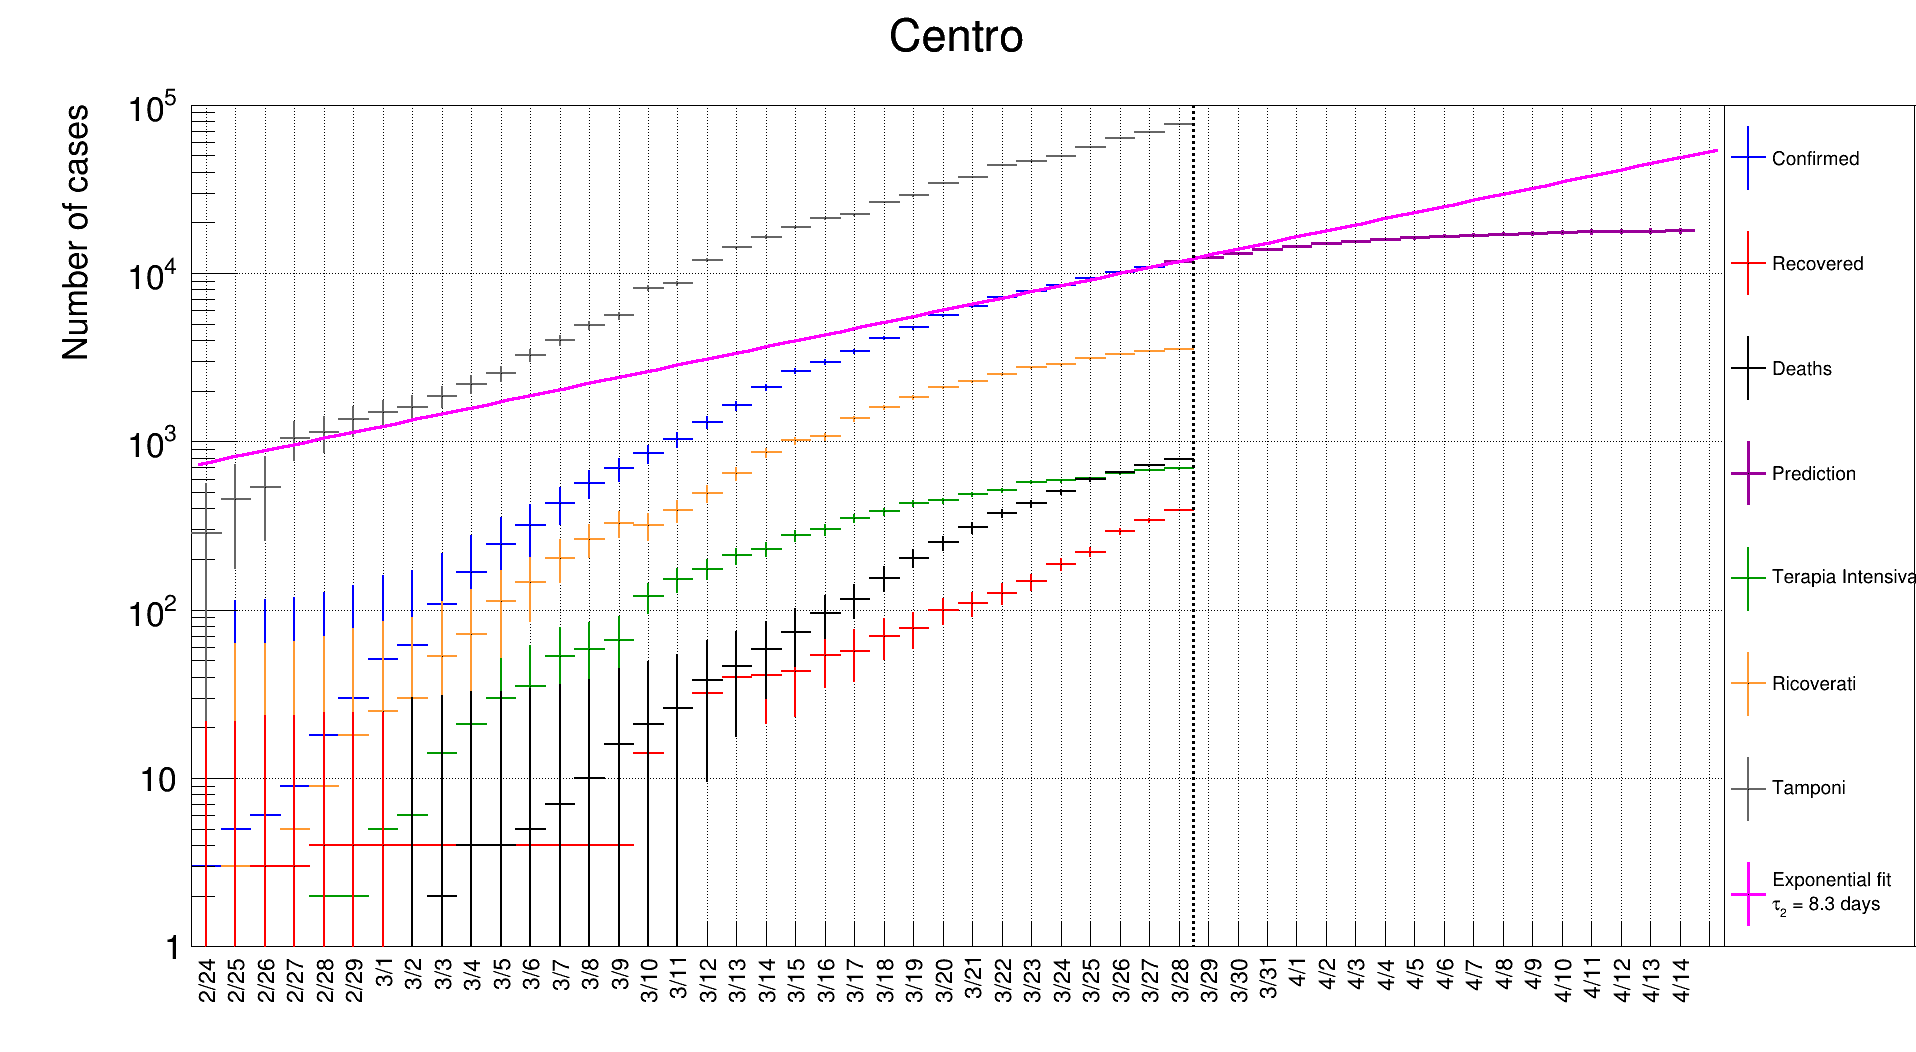 Centro
Number of cases
10^5
10^4
10^3
10^2
10
1
2/24 2/25 2/26 2/27 2/28 2/29 3/1 3/2 3/3 3/4 3/5 3/6 3/7 3/8 3/9 3/10 3/11 3/12 3/13 3/14 3/15 3/16 3/17 3/18 3/19 3/20 3/21 3/22 3/23 3/24 3/25 3/26 3/27 3/28 3/29 3/30 3/31 4/1 4/2 4/3 4/4 4/5 4/6 4/7 4/8 4/9 4/10 4/11 4/12 4/13 4/14
Confirmed
Recovered
Deaths
Prediction
Terapia Intensiva
Ricoverati
Tamponi
Exponential fit
τ_2 = 8.3 days